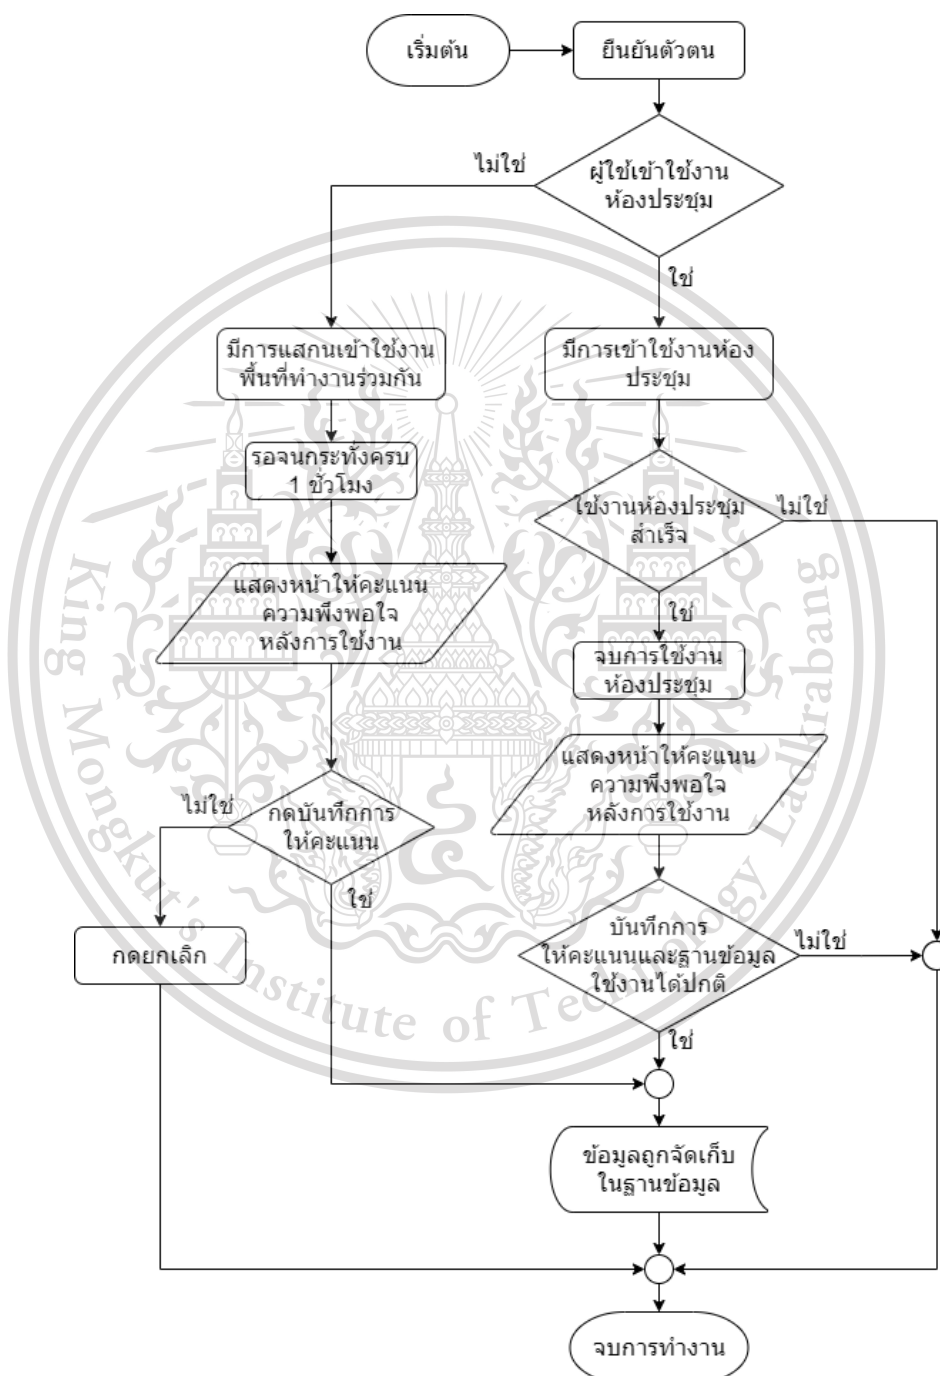 เริ่มต้น
ยืนยันตัวตน
ผู้ใช้เข้าใช้งาน
ห้องประชุม
ไม่ใช่
ใช่
มีการแสกนเข้าใช้งาน
พื้นที่ทำงานร่วมกัน
มีการเข้าใช้งานห้อง
ประชุม
รอจนกระทั่งครบ
1 ชั่วโมง
ใช้งานห้องประชุม
สำเร็จ
ไม่ใช่
ใช่
แสดงหน้าให้คะแนน
ความพึงพอใจ
หลังการใช้งาน
จบการใช้งาน
ห้องประชุม
แสดงหน้าให้คะแนน
ความพึงพอใจ
หลังการใช้งาน
กดบันทึกการ
ให้คะแนน
ไม่ใช่
ใช่
กดยกเลิก
บันทึกการ
ให้คะแนนและฐานข้อมูล
ใช้งานได้ปกติ
ไม่ใช่
ใช่
ข้อมูลถูกจัดเก็บ
ในฐานข้อมูล
จบการทำงาน
King Mongkut's Institute of Technology Ladkrabang